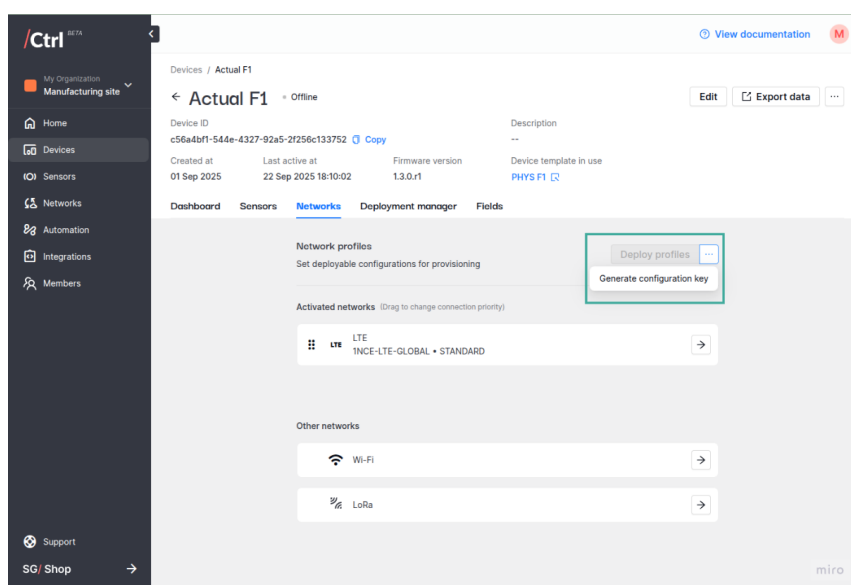 /Ctrl BETA
My Organization
Manufacturing site
Home
Devices
Sensors
Networks
Automation
Integrations
Members
Support
SG/ Shop
View documentation
M
Devices / Actual F1
Actual F1
Offline
Edit
Export data
Device ID
c56a4bf1-544e-4327-92a5-2f256c133752
Copy
Description
--
Created at
01 Sep 2025
Last active at
22 Sep 2025 18:10:02
Firmware version
1.3.0.r1
Device template in use
PHYS F1
Dashboard
Sensors
Networks
Deployment manager
Fields
Network profiles
Set deployable configurations for provisioning
Deploy profiles
Generate configuration key
Activated networks (Drag to change connection priority)
LTE
LTE
1NCE-LTE-GLOBAL • STANDARD
Other networks
Wi-Fi
LoRa
miro